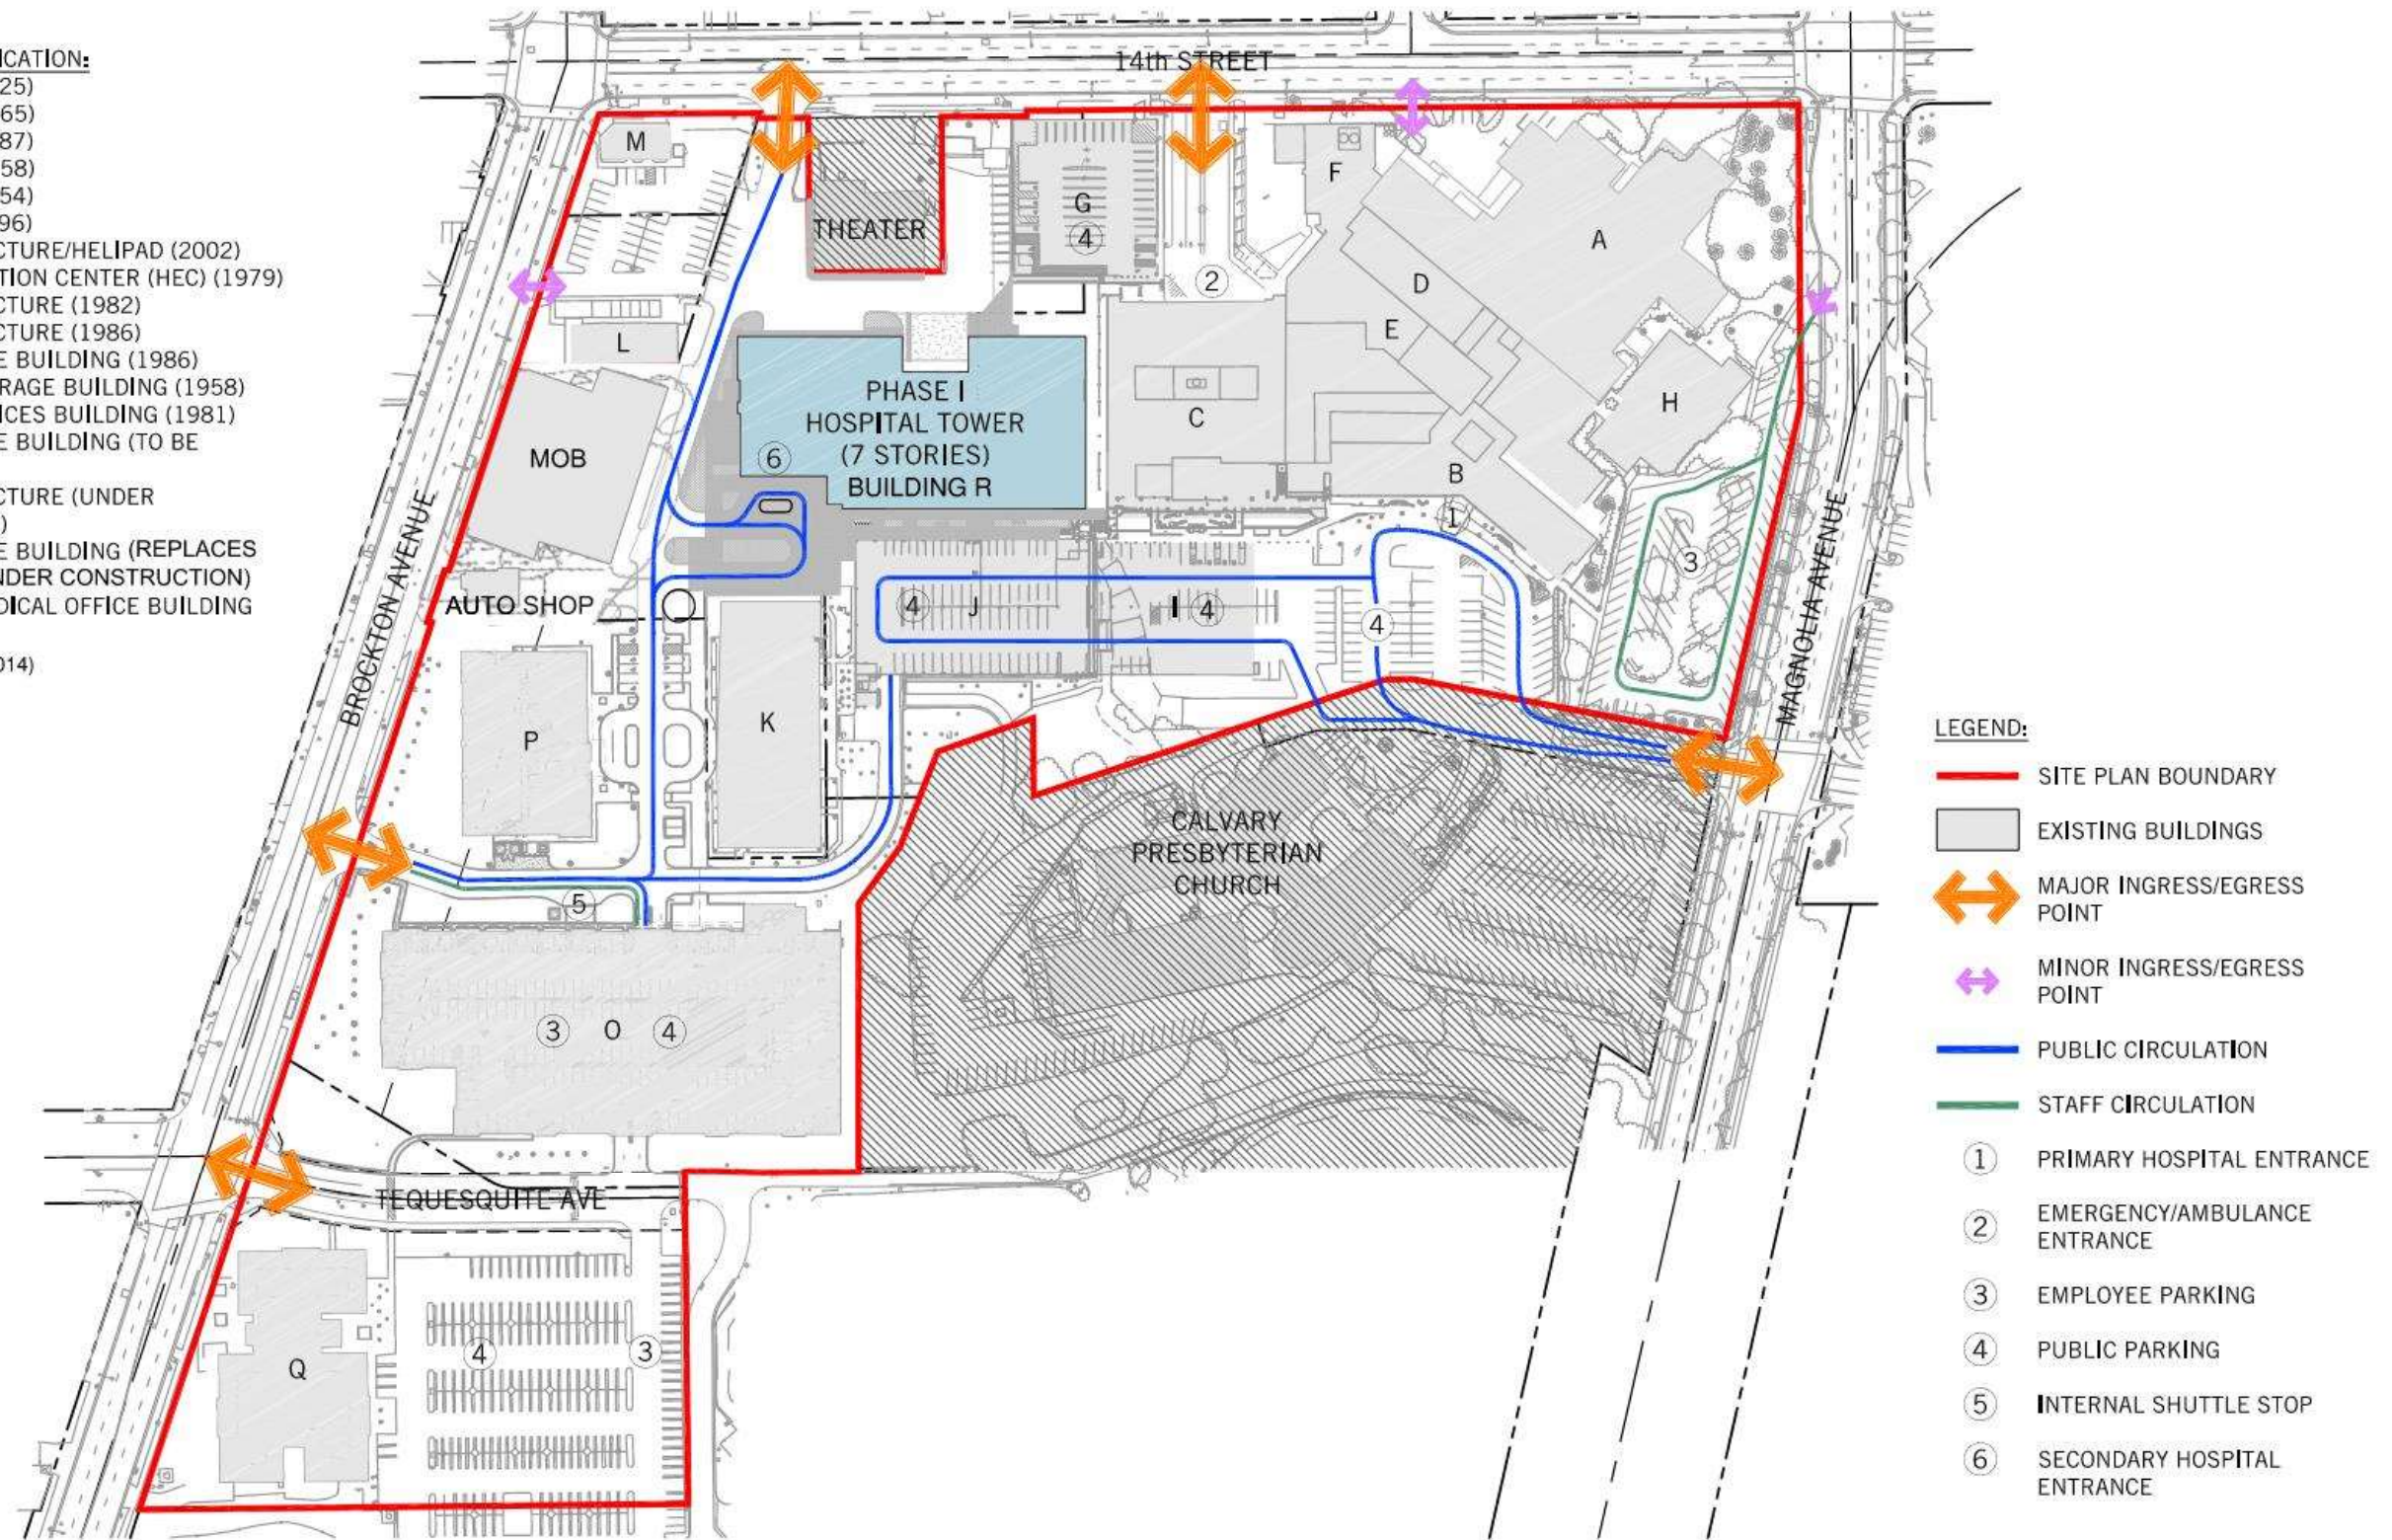 ICATION:
25)
65)
87)
58)
54)
96)
CTURE/HELIPAD (2002)
TION CENTER (HEC) (1979)
CTURE (1982)
CTURE (1986)
E BUILDING (1986)
RAGE BUILDING (1958)
ICES BUILDING (1981)
E BUILDING (TO BE
CTURE (UNDER
)
E BUILDING (REPLACES
NDER CONSTRUCTION)
DICAL OFFICE BUILDING
014)
14th STREET
M
THEATER
G
4
2
F
A
D
E
L
PHASE I
HOSPITAL TOWER
(7 STORIES)
BUILDING R
6
C
H
B
MOB
1
3
BROCKTON AVENUE
MAGNOLIA AVENUE
AUTO SHOP
4
J
I
4
4
P
K
CALVARY
PRESBYTERIAN
CHURCH
5
3
O
4
TEQUESQUITE AVE
Q
4
3
LEGEND:
SITE PLAN BOUNDARY
EXISTING BUILDINGS
MAJOR INGRESS/EGRESS
POINT
MINOR INGRESS/EGRESS
POINT
PUBLIC CIRCULATION
STAFF CIRCULATION
1 PRIMARY HOSPITAL ENTRANCE
2 EMERGENCY/AMBULANCE
ENTRANCE
3 EMPLOYEE PARKING
4 PUBLIC PARKING
5 INTERNAL SHUTTLE STOP
6 SECONDARY HOSPITAL
ENTRANCE